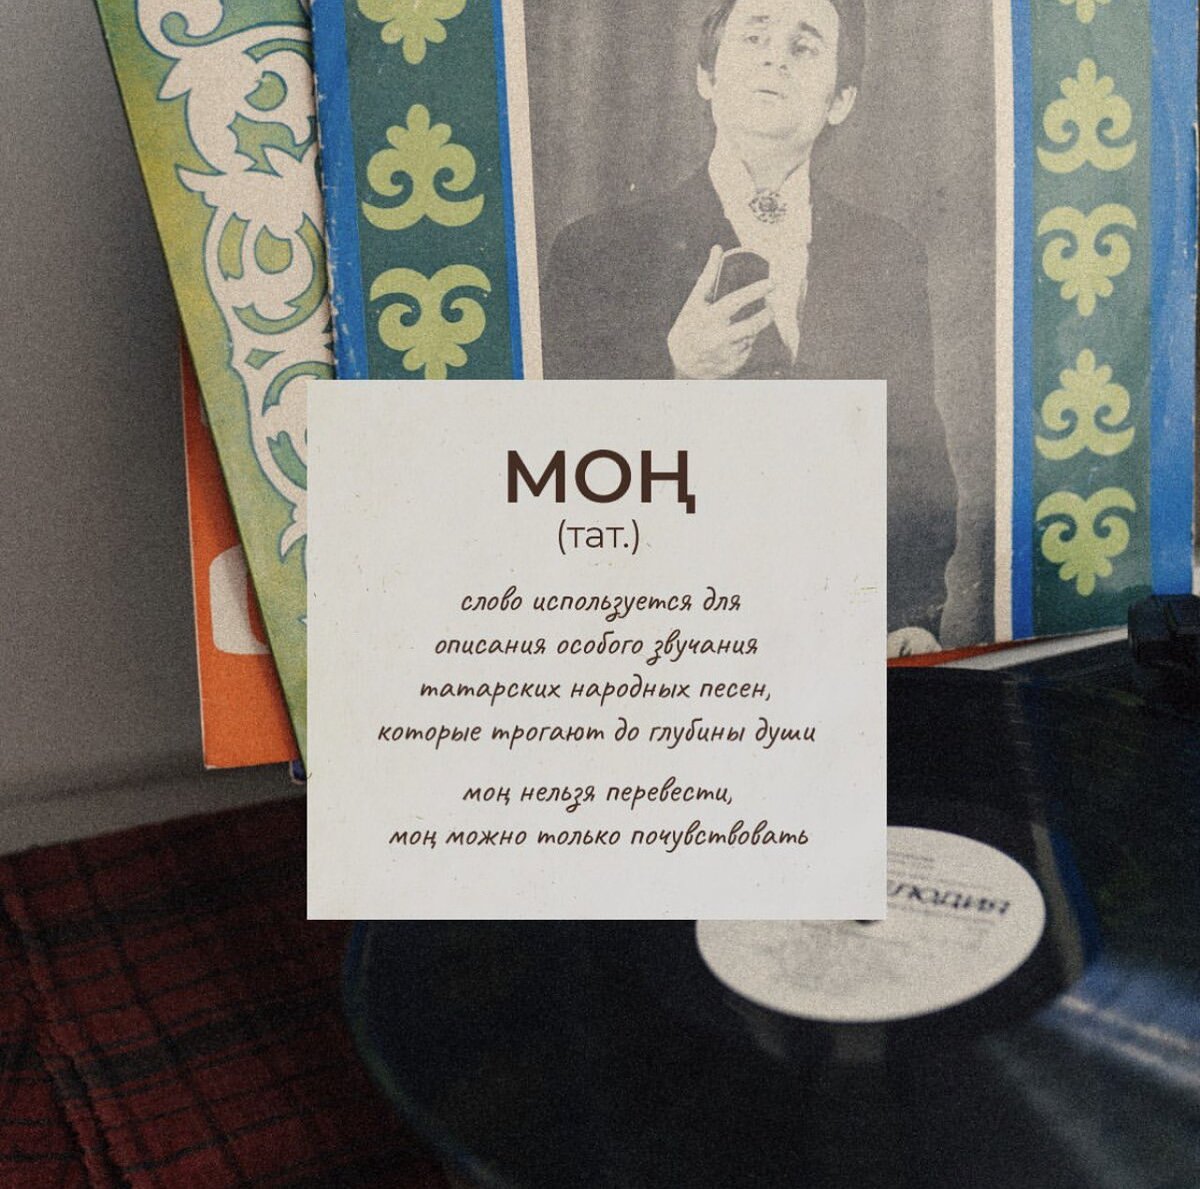 МОҢ
(тат.)
слово используется для
описания особого звучания
татарских народных песен,
которые трогают до глубины души
моң нельзя перевести,
моң можно только почувствовать